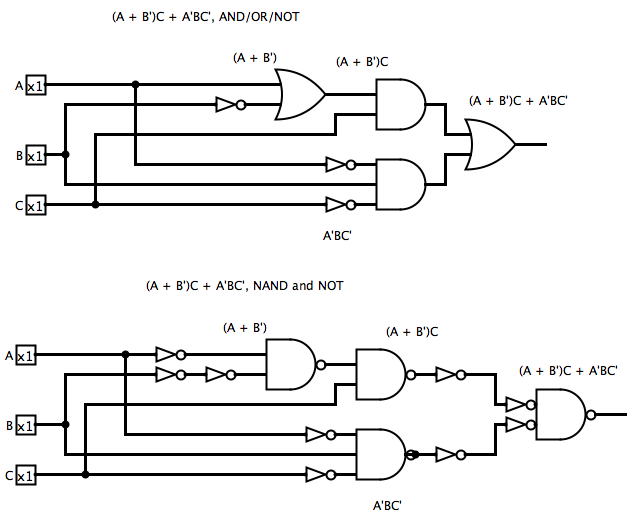 (A + B')C + A'BC', AND/OR/NOT
(A + B')
(A + B')C
A x1
(A + B')C + A'BC'
B x1
C x1
A'BC'
(A + B')C + A'BC', NAND and NOT
(A + B')
(A + B')C
A x1
(A + B')C + A'BC'
B x1
C x1
A'BC'